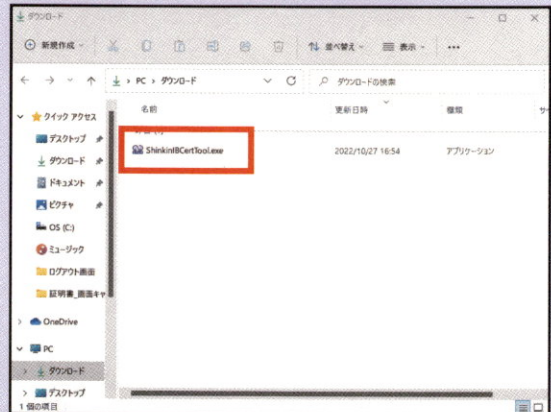 ダウンロード
新規作成
並べ替え
表示
PC > ダウンロード
ダウンロードの検索
名前
更新日時
種類
サ
ShinkinIBCertTool.exe
2022/10/27 16:54
アプリケーション
クイック アクセス
デスクトップ
ダウンロード
ドキュメント
ピクチャ
OS (C:)
ミュージック
ログアウト画面
証明書_画面キャ
OneDrive
PC
ダウンロード
デスクトップ
1 個の項目